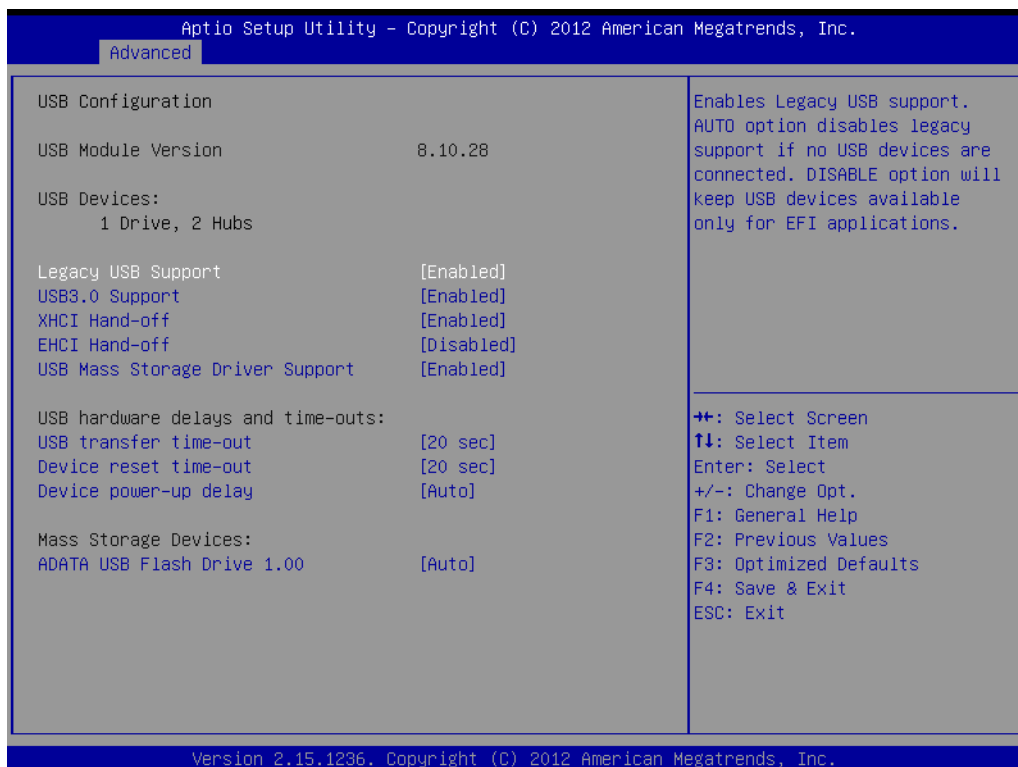 Aptio Setup Utility – Copyright (C) 2012 American Megatrends, Inc.
Advanced
USB Configuration
USB Module Version 8.10.28
USB Devices:
1 Drive, 2 Hubs
Legacy USB Support [Enabled]
USB3.0 Support [Enabled]
XHCI Hand-off [Enabled]
EHCI Hand-off [Disabled]
USB Mass Storage Driver Support [Enabled]
USB hardware delays and time-outs:
USB transfer time-out [20 sec]
Device reset time-out [20 sec]
Device power-up delay [Auto]
Mass Storage Devices:
ADATA USB Flash Drive 1.00 [Auto]
Enables Legacy USB support.
AUTO option disables legacy
support if no USB devices are
connected. DISABLE option will
keep USB devices available
only for EFI applications.
→←: Select Screen
↑↓: Select Item
Enter: Select
+/-: Change Opt.
F1: General Help
F2: Previous Values
F3: Optimized Defaults
F4: Save & Exit
ESC: Exit
Version 2.15.1236. Copyright (C) 2012 American Megatrends, Inc.